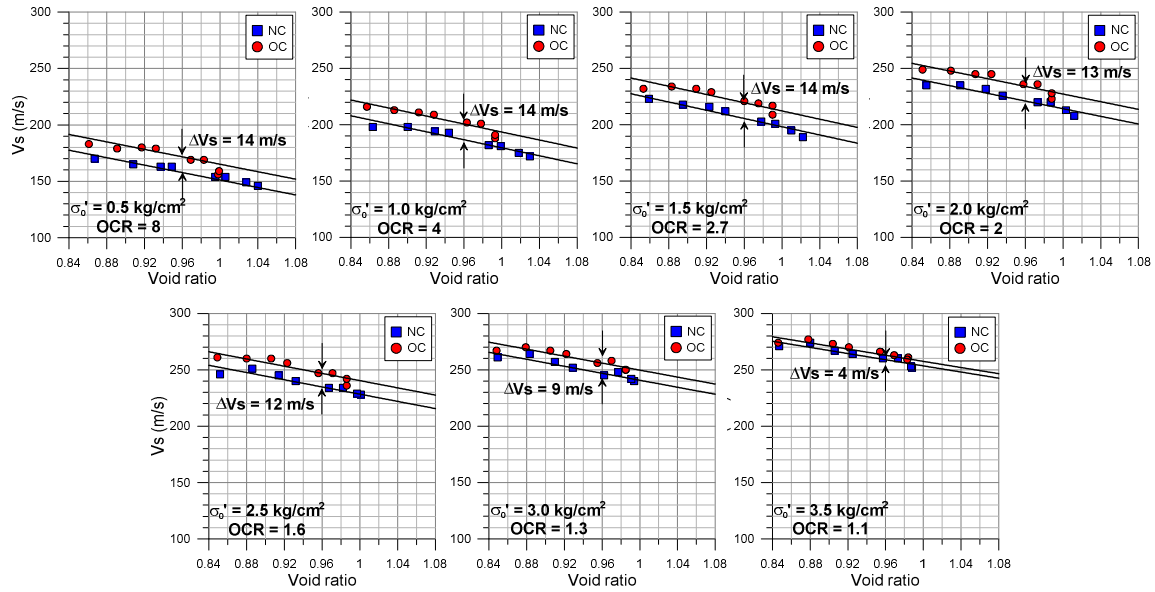 300
250
200
150
100
Vs (m/s)
NC
OC
ΔVs = 14 m/s
σ0' = 0.5 kg/cm²
OCR = 8
0.84 0.88 0.92 0.96 1 1.04 1.08
Void ratio
300
250
200
150
100
NC
OC
ΔVs = 14 m/s
σ0' = 1.0 kg/cm²
OCR = 4
0.84 0.88 0.92 0.96 1 1.04 1.08
Void ratio
300
250
200
150
100
NC
OC
ΔVs = 14 m/s
σ0' = 1.5 kg/cm²
OCR = 2.7
0.84 0.88 0.92 0.96 1 1.04 1.08
Void ratio
300
250
200
150
100
NC
OC
ΔVs = 13 m/s
σ0' = 2.0 kg/cm²
OCR = 2
0.84 0.88 0.92 0.96 1 1.04 1.08
Void ratio
300
250
200
150
100
Vs (m/s)
NC
OC
ΔVs = 12 m/s
σ0' = 2.5 kg/cm²
OCR = 1.6
0.84 0.88 0.92 0.96 1 1.04 1.08
Void ratio
300
250
200
150
100
NC
OC
ΔVs = 9 m/s
σ0' = 3.0 kg/cm²
OCR = 1.3
0.84 0.88 0.92 0.96 1 1.04 1.08
Void ratio
300
250
200
150
100
NC
OC
ΔVs = 4 m/s
σ0' = 3.5 kg/cm²
OCR = 1.1
0.84 0.88 0.92 0.96 1 1.04 1.08
Void ratio